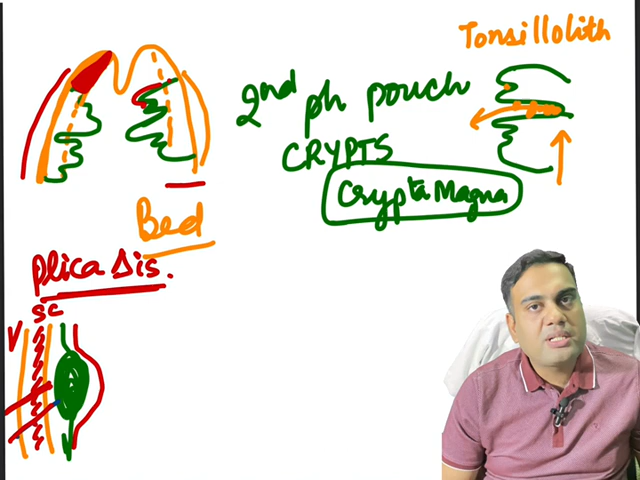 Tonsillolith
2nd ph pouch
CRYPTS
Crypta Magna
Bed
Plica Δis.
SC
V